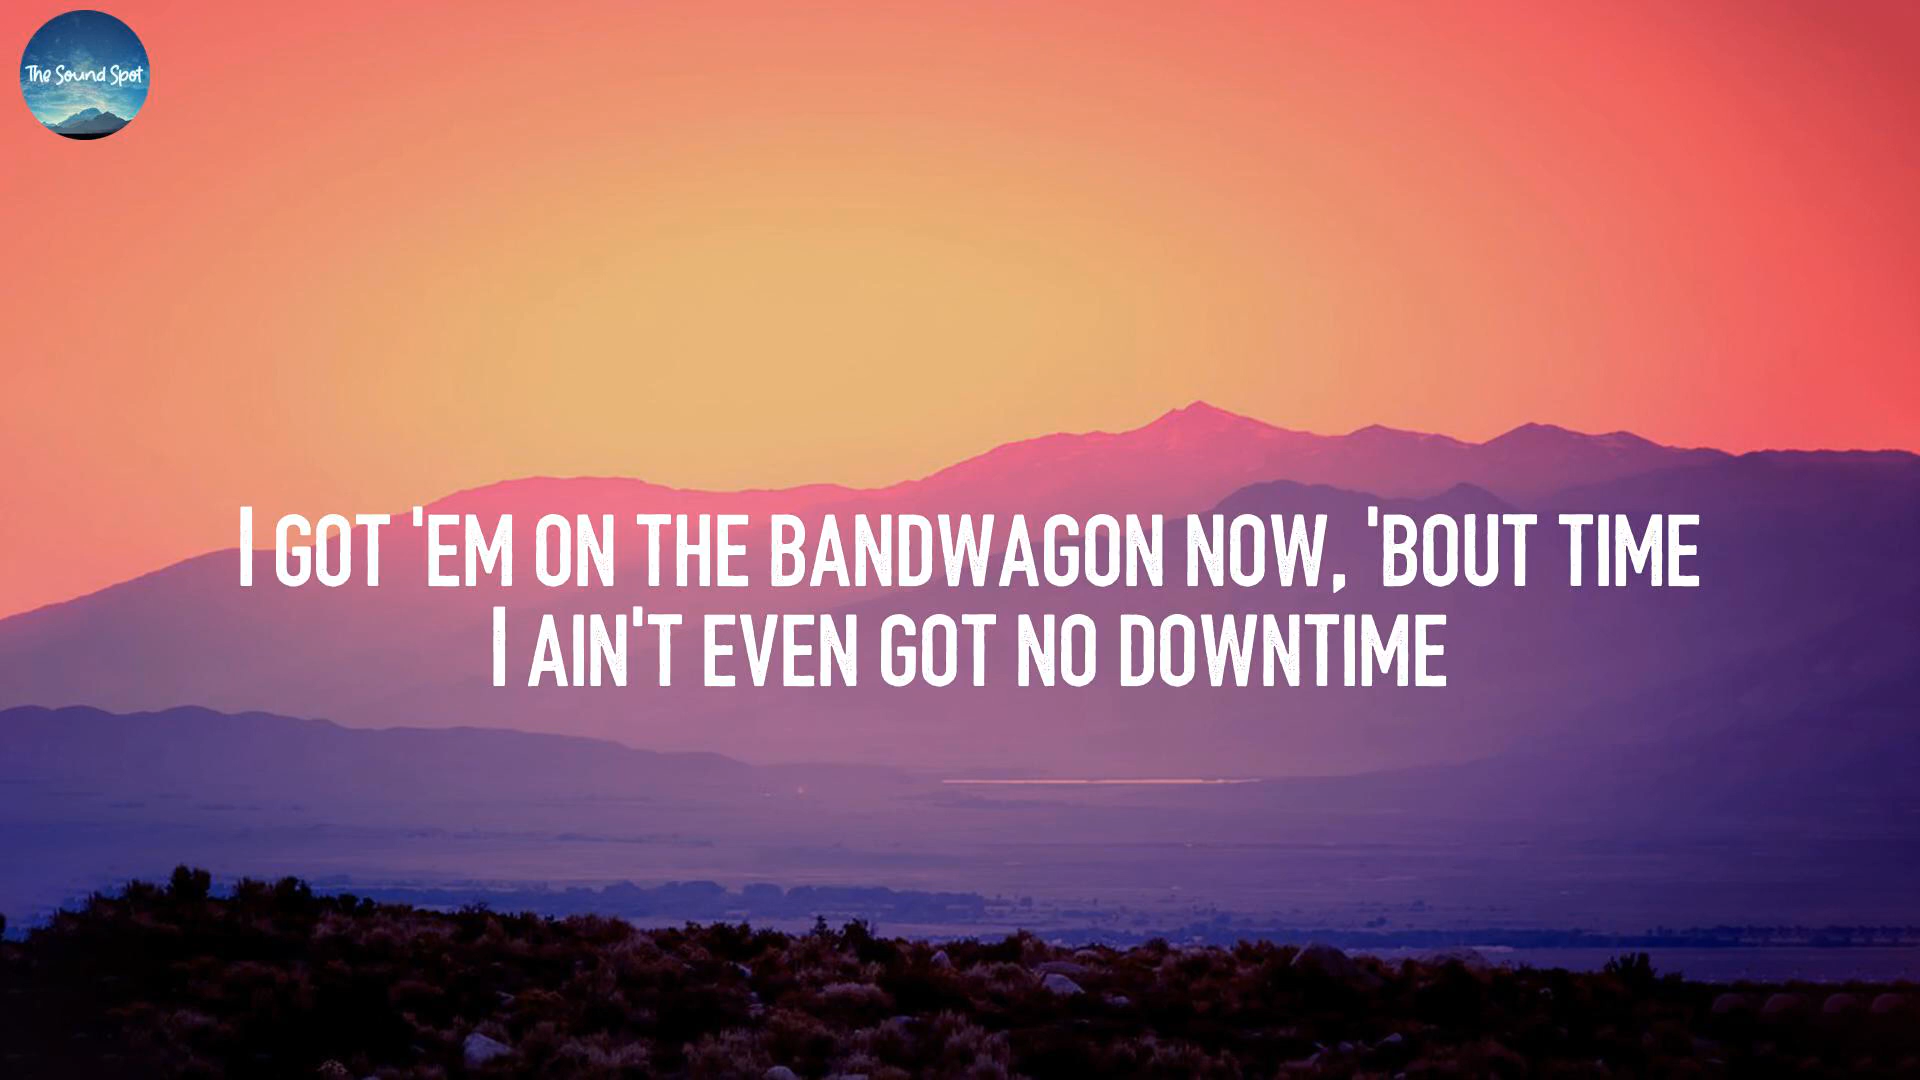 The Sound Spot
I GOT 'EM ON THE BANDWAGON NOW, 'BOUT TIME
I AIN'T EVEN GOT NO DOWNTIME